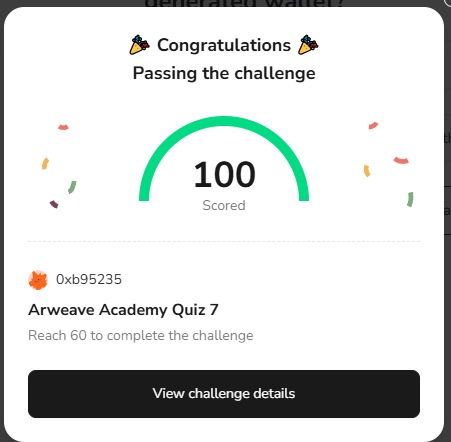 generated wallet?
Congratulations
Passing the challenge
100
Scored
0xb95235
Arweave Academy Quiz 7
Reach 60 to complete the challenge
View challenge details